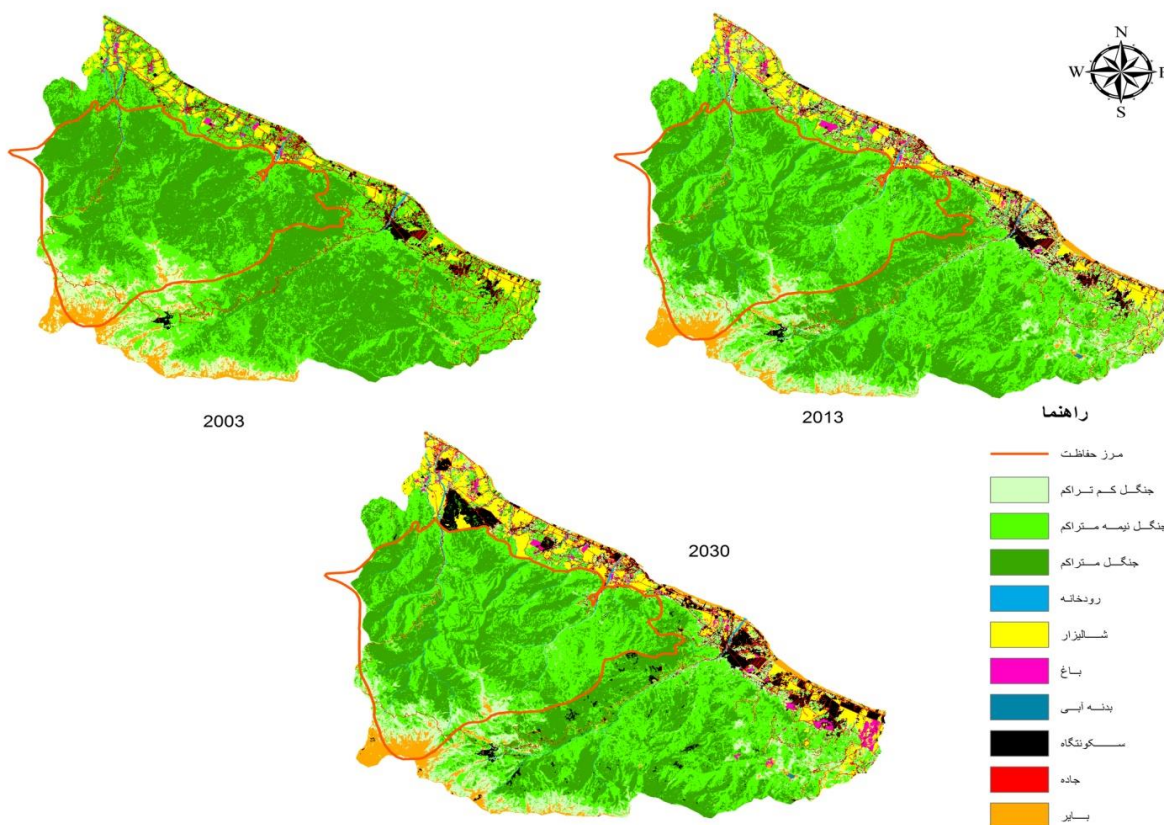 N
W E
S
2003
2013
2030
راهنما
مرز حفاظت
جنگل کم تراکم
جنگل نیمه متراکم
جنگل متراکم
رودخانه
شالیزار
باغ
بدنه آبی
سکونتگاه
جاده
بایر